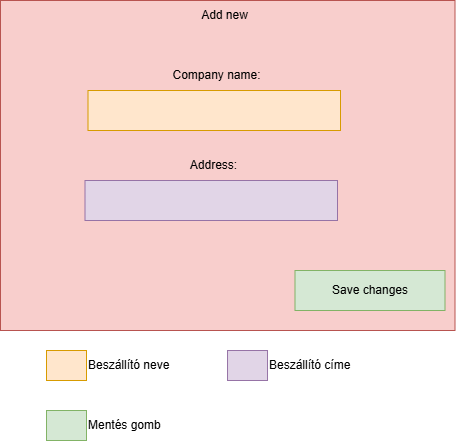 Add new
Company name:
Address:
Save changes
Beszállító neve
Beszállító címe
Mentés gomb